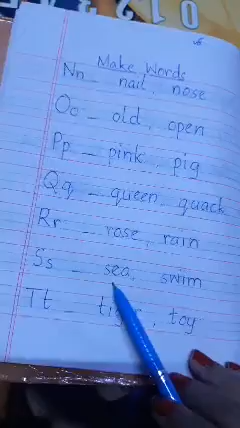 Make Words
Nn _ nail, nose
Oo _ old, open
Pp _ pink, pig
Qq _ queen, quack
Rr _ rose, rain
Ss _ sea, swim
Tt _ tiger, toy